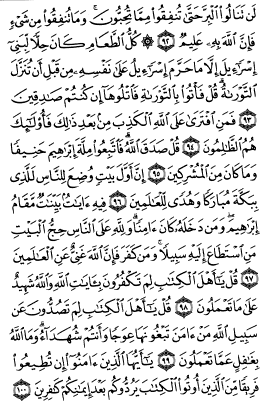 لَن تَنَالُوا۟ ٱلْبِرَّ حَتَّىٰ تُنفِقُوا۟ مِمَّا تُحِبُّونَ ۚ وَمَا تُنفِقُوا۟ مِن شَىْءٍ
فَإِنَّ ٱللَّهَ بِهِۦ عَلِيمٌ ٩٢ ۞ كُلُّ ٱلطَّعَامِ كَانَ حِلًّا لِّبَنِىٓ
إِسْرَٰٓءِيلَ إِلَّا مَا حَرَّمَ إِسْرَٰٓءِيلُ عَلَىٰ نَفْسِهِۦ مِن قَبْلِ أَن تُنَزَّلَ
ٱلتَّوْرَىٰةُ ۗ قُلْ فَأْتُوا۟ بِٱلتَّوْرَىٰةِ فَٱتْلُوهَآ إِن كُنتُمْ صَٰدِقِينَ
٩٣ فَمَنِ ٱفْتَرَىٰ عَلَى ٱللَّهِ ٱلْكَذِبَ مِنۢ بَعْدِ ذَٰلِكَ فَأُو۟لَٰٓئِكَ
هُمُ ٱلظَّٰلِمُونَ ٩٤ قُلْ صَدَقَ ٱللَّهُ ۗ فَٱتَّبِعُوا۟ مِلَّةَ إِبْرَٰهِيمَ حَنِيفًا
وَمَا كَانَ مِنَ ٱلْمُشْرِكِينَ ٩٥ إِنَّ أَوَّلَ بَيْتٍ وُضِعَ لِلنَّاسِ لَلَّذِى
بِبَكَّةَ مُبَارَكًا وَهُدًى لِّلْعَٰلَمِينَ ٩٦ فِيهِ ءَايَٰتٌۢ بَيِّنَٰتٌ مَّقَامُ
إِبْرَٰهِيمَ ۖ وَمَن دَخَلَهُۥ كَانَ ءَامِنًا ۗ وَلِلَّهِ عَلَى ٱلنَّاسِ حِجُّ ٱلْبَيْتِ
مَنِ ٱسْتَطَاعَ إِلَيْهِ سَبِيلًا ۚ وَمَن كَفَرَ فَإِنَّ ٱللَّهَ غَنِىٌّ عَنِ ٱلْعَٰلَمِينَ
٩٧ قُلْ يَٰٓأَهْلَ ٱلْكِتَٰبِ لِمَ تَكْفُرُونَ بِـَٔايَٰتِ ٱللَّهِ وَٱللَّهُ شَهِيدٌ
عَلَىٰ مَا تَعْمَلُونَ ٩٨ قُلْ يَٰٓأَهْلَ ٱلْكِتَٰبِ لِمَ تَصُدُّونَ عَن
سَبِيلِ ٱللَّهِ مَنْ ءَامَنَ تَبْغُونَهَا عِوَجًا وَأَنتُمْ شُهَدَآءُ ۗ وَمَا ٱللَّهُ
بِغَٰفِلٍ عَمَّا تَعْمَلُونَ ٩٩ يَٰٓأَيُّهَا ٱلَّذِينَ ءَامَنُوٓا۟ إِن تُطِيعُوا۟
فَرِيقًا مِّنَ ٱلَّذِينَ أُوتُوا۟ ٱلْكِتَٰبَ يَرُدُّوكُم بَعْدَ إِيمَٰنِكُمْ كَٰفِرِينَ ١٠٠